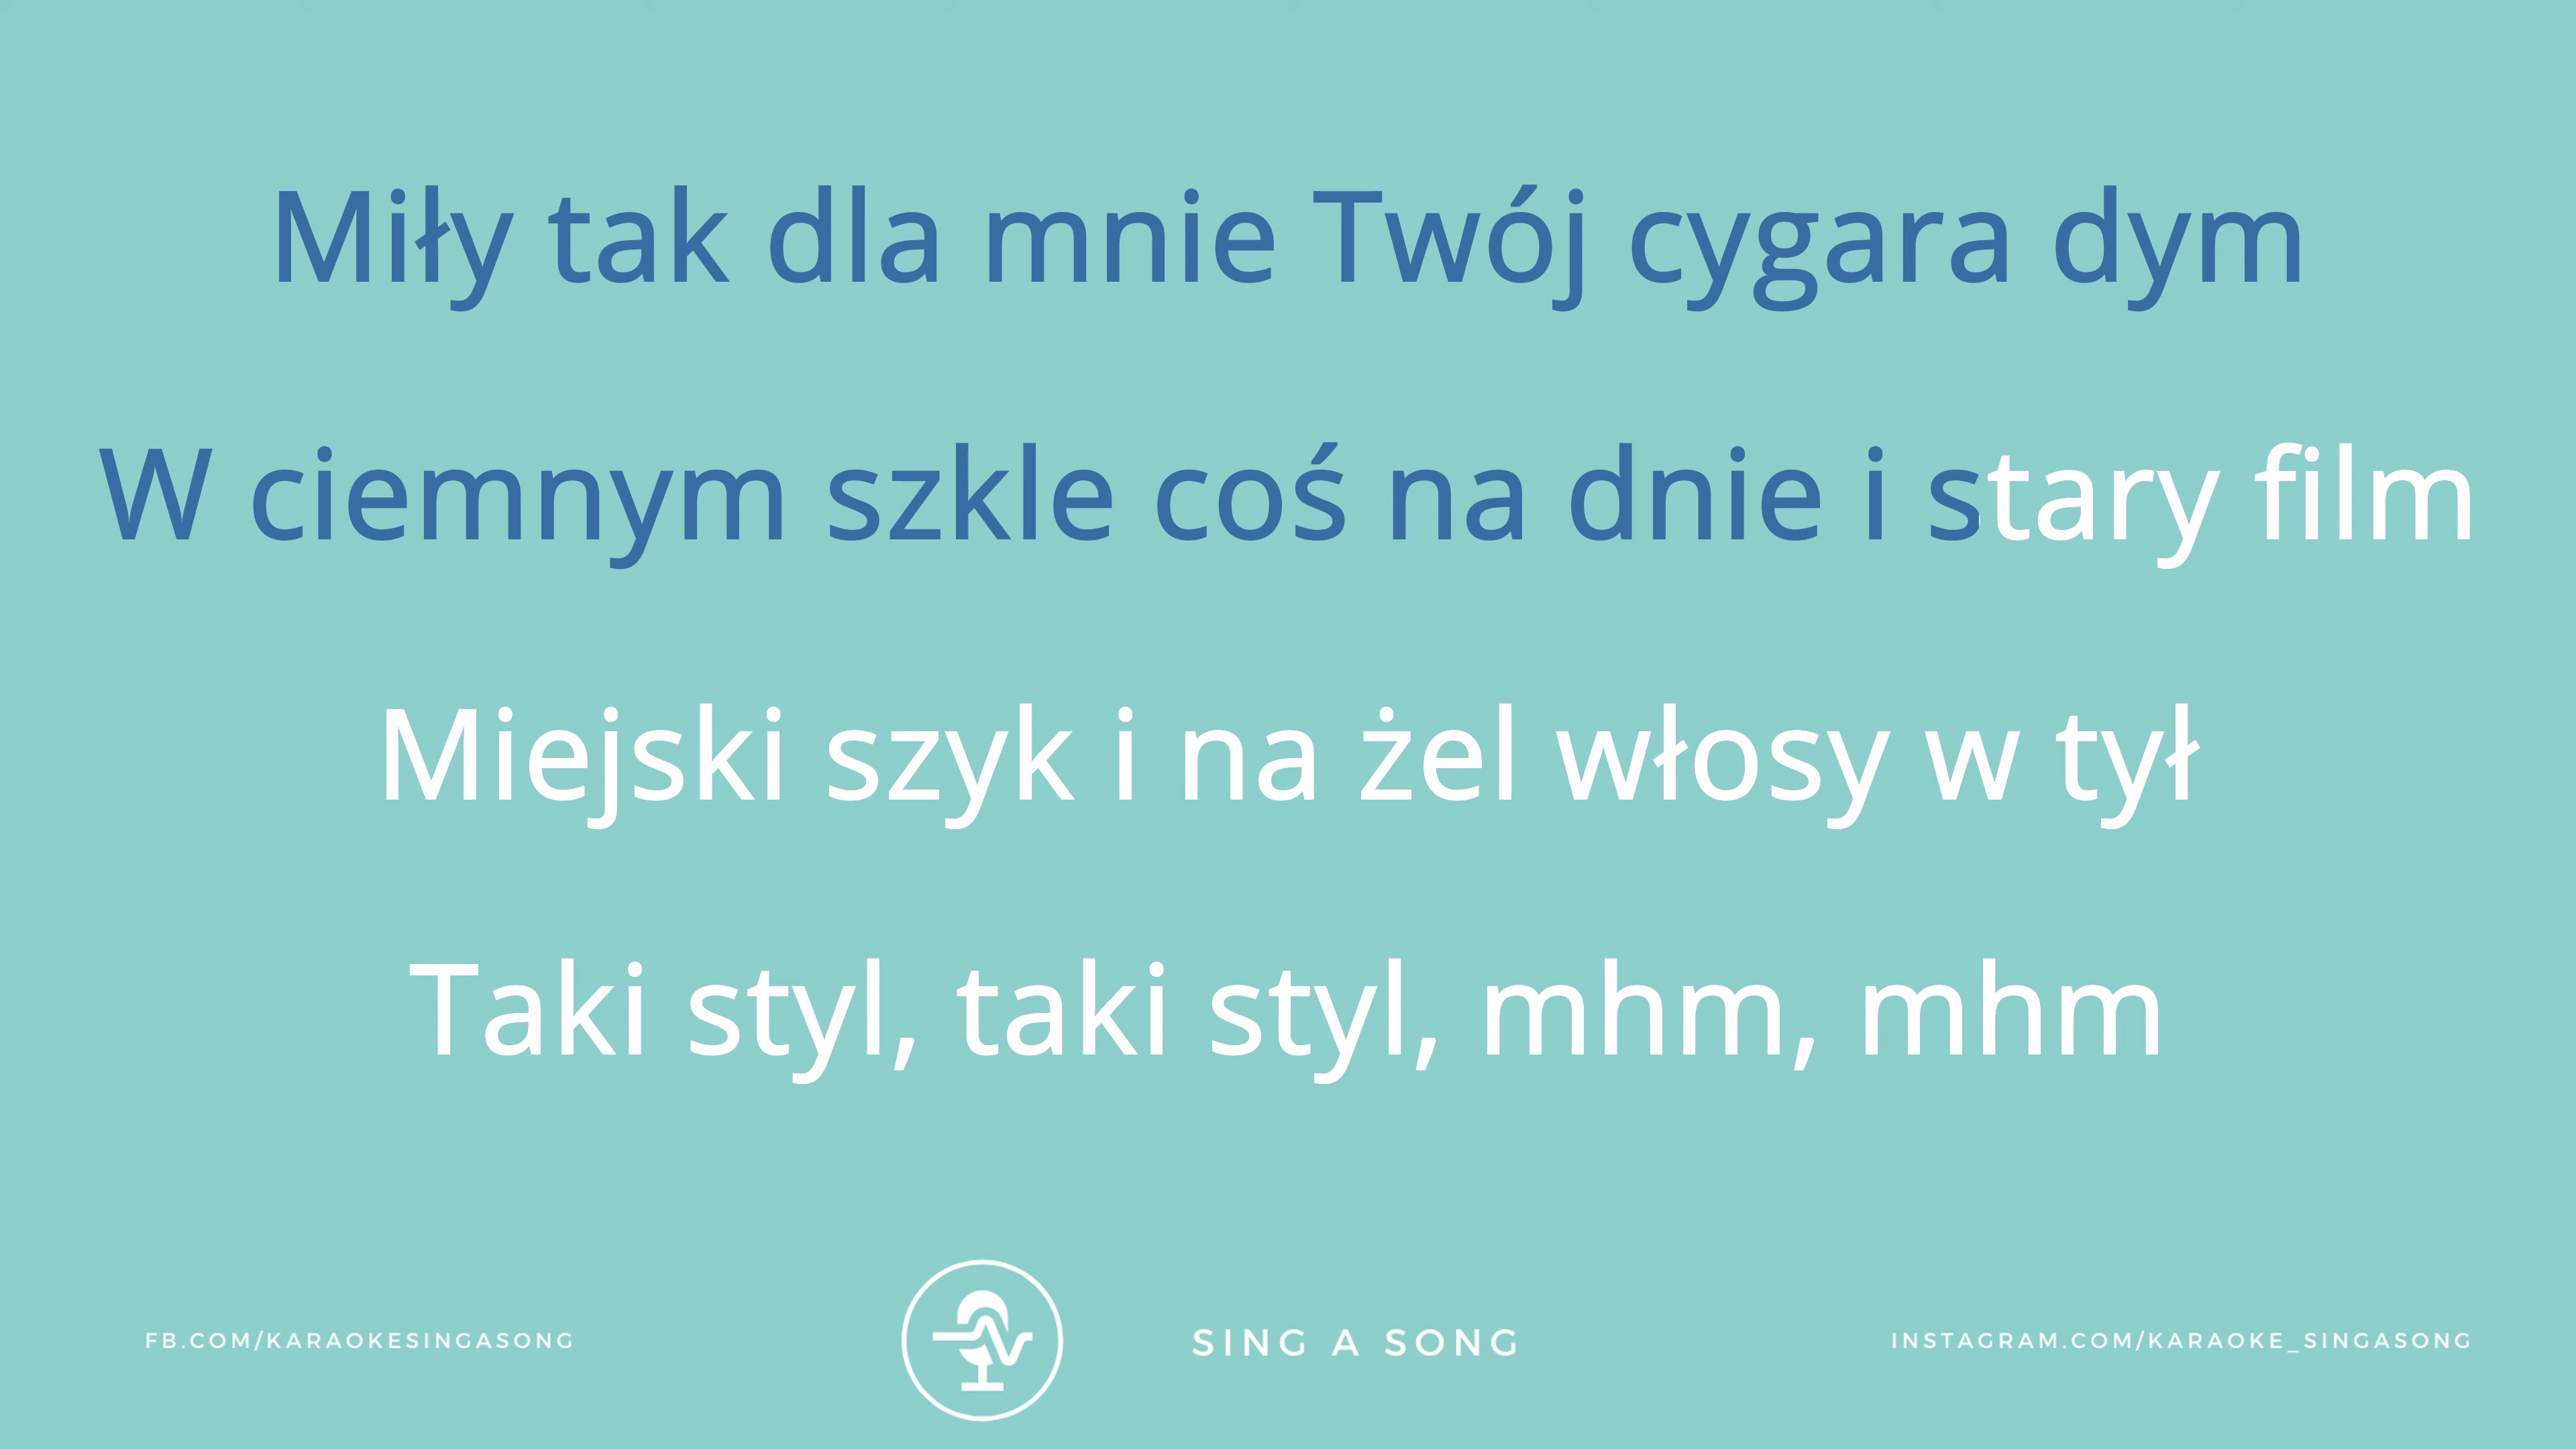 Miły tak dla mnie Twój cygara dym
W ciemnym szkle coś na dnie i stary film
Miejski szyk i na żel włosy w tył
Taki styl, taki styl, mhm, mhm
FB.COM/KARAOKESINGASONG
SING A SONG
INSTAGRAM.COM/KARAOKE_SINGASONG